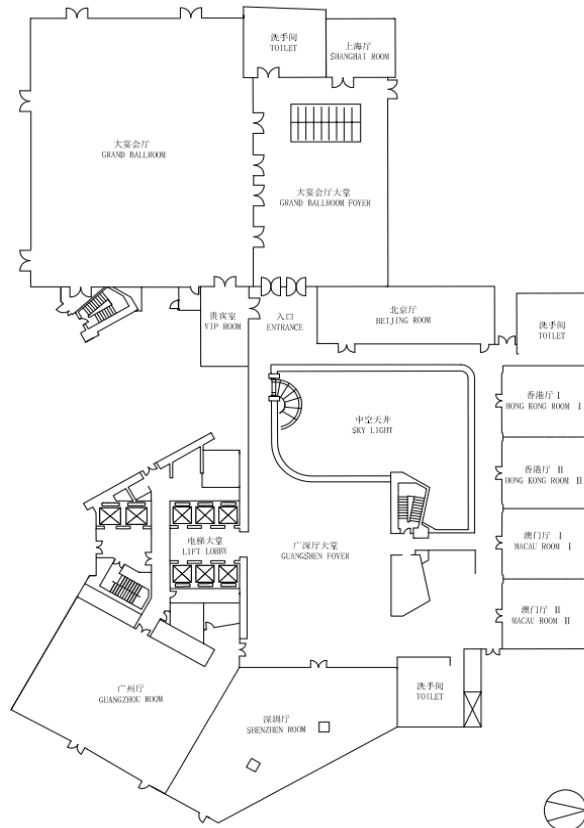 洗手间
TOILET
上海厅
SHANGHAI ROOM
大宴会厅
GRAND BALLROOM
大宴会厅大堂
GRAND BALLROOM FOYER
贵宾室
VIP ROOM
入口
ENTRANCE
北京厅
BEIJING ROOM
洗手间
TOILET
香港厅 I
HONG KONG ROOM I
中空天井
SKY LIGHT
香港厅 II
HONG KONG ROOM II
电梯大堂
LIFT LOBBY
广深厅大堂
GUANGSHEN FOYER
澳门厅 I
MACAU ROOM I
澳门厅 II
MACAU ROOM II
广州厅
GUANGZHOU ROOM
洗手间
TOILET
深圳厅
SHENZHEN ROOM